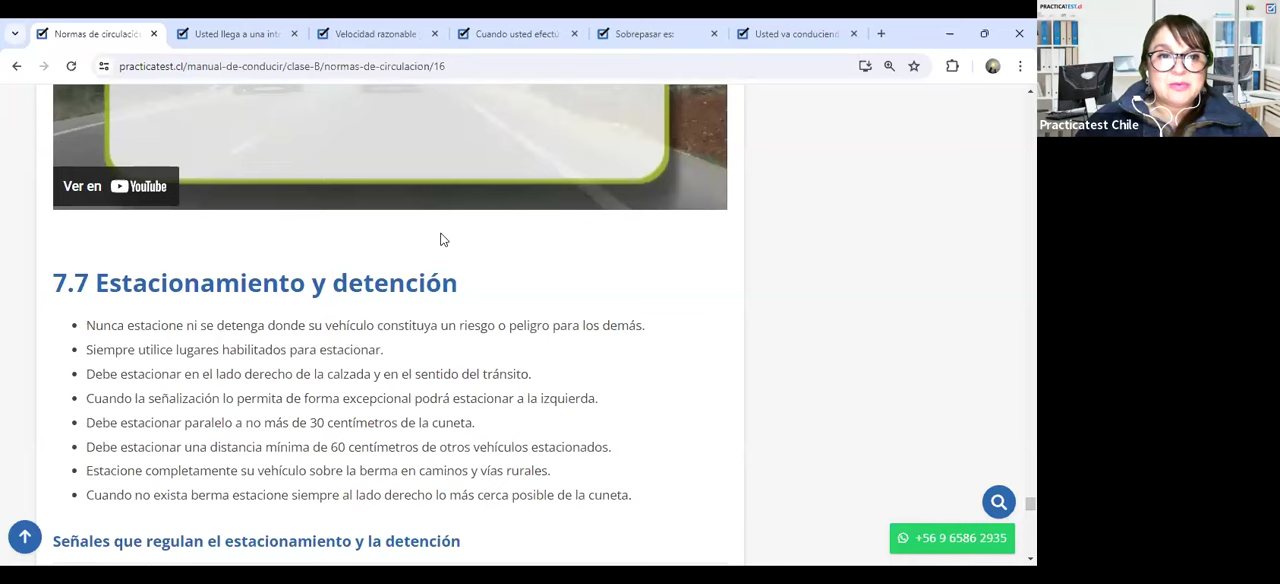 Normas de circulació
Usted llega a una inte
Velocidad razonable
Cuando usted efectú
Sobrepasar es:
Usted va conduciend
practicatest.cl/manual-de-conducir/clase-B/normas-de-circulacion/16
PRACTICATEST.cl
Practicatest Chile
Ver en YouTube
7.7 Estacionamiento y detención
Nunca estacione ni se detenga donde su vehículo constituya un riesgo o peligro para los demás.
Siempre utilice lugares habilitados para estacionar.
Debe estacionar en el lado derecho de la calzada y en el sentido del tránsito.
Cuando la señalización lo permita de forma excepcional podrá estacionar a la izquierda.
Debe estacionar paralelo a no más de 30 centímetros de la cuneta.
Debe estacionar una distancia mínima de 60 centímetros de otros vehículos estacionados.
Estacione completamente su vehículo sobre la berma en caminos y vías rurales.
Cuando no exista berma estacione siempre al lado derecho lo más cerca posible de la cuneta.
Señales que regulan el estacionamiento y la detención
+56 9 6586 2935